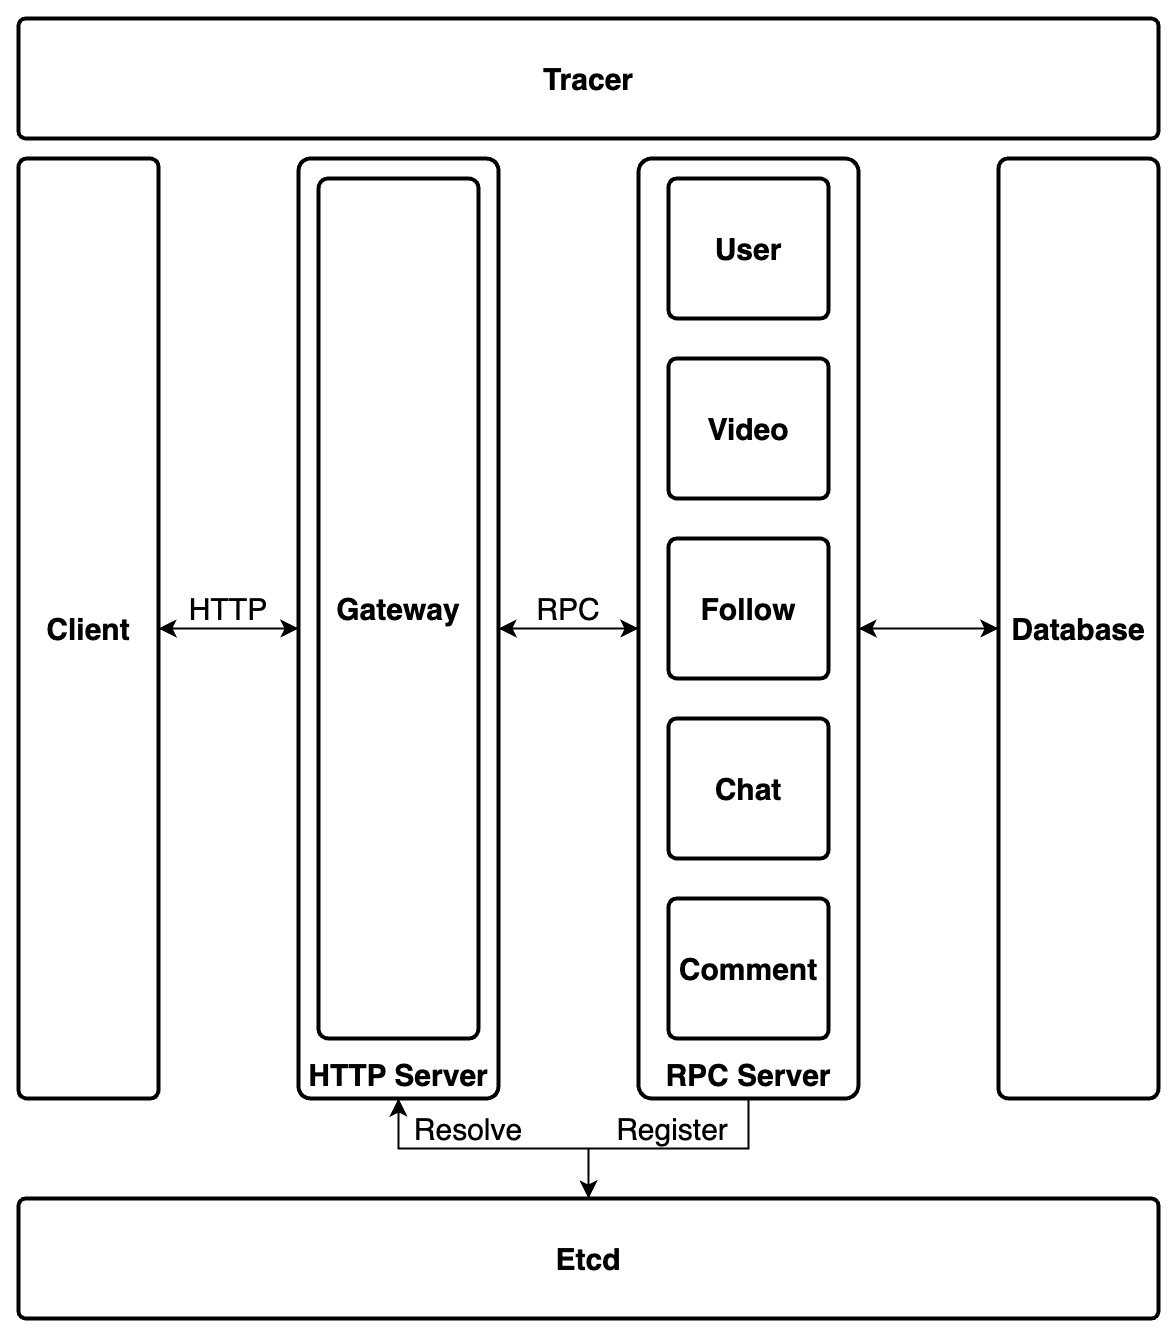 Tracer
Client
HTTP
Gateway
HTTP Server
RPC
User
Video
Follow
Chat
Comment
RPC Server
Database
Resolve
Register
Etcd